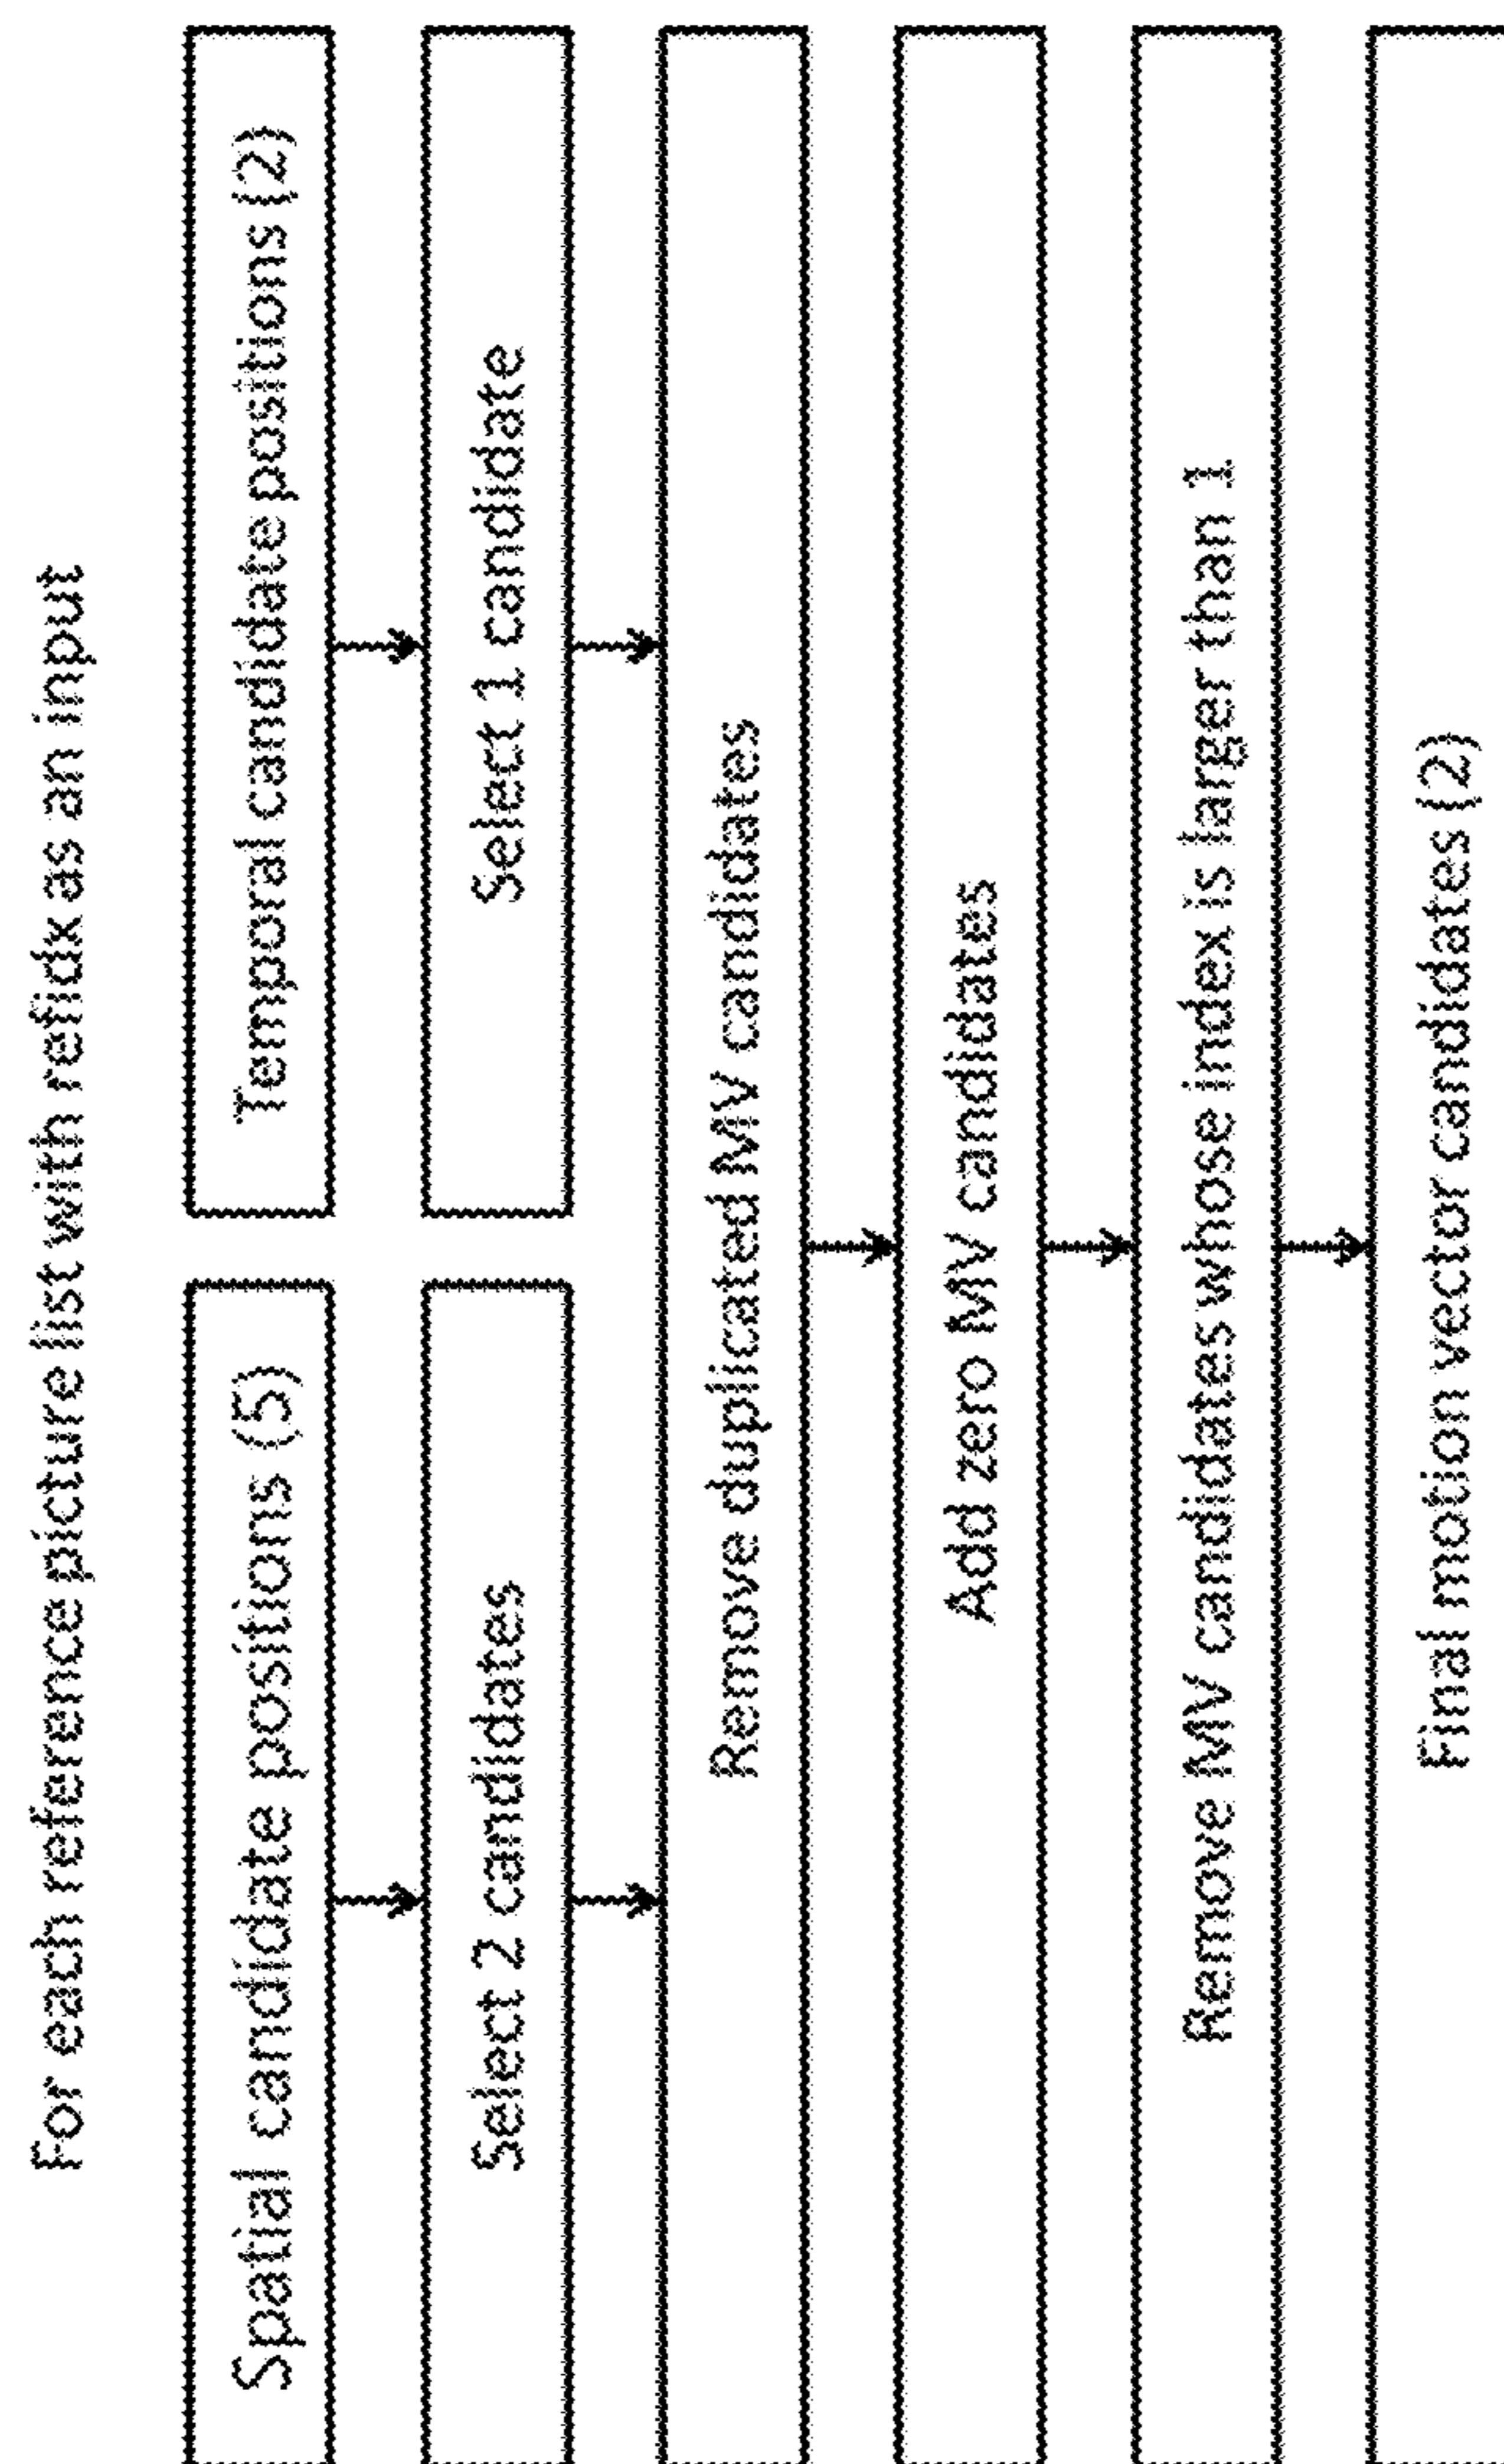 For each reference picture list with refidx as an input
Spatial candidate positions (5)
Temporal candidate positions (2)
Select 2 candidates
Select 1 candidate
Remove duplicated MV candidates
Add zero MV candidates
Remove MV candidates whose index is larger than 1
Final motion vector candidates (2)